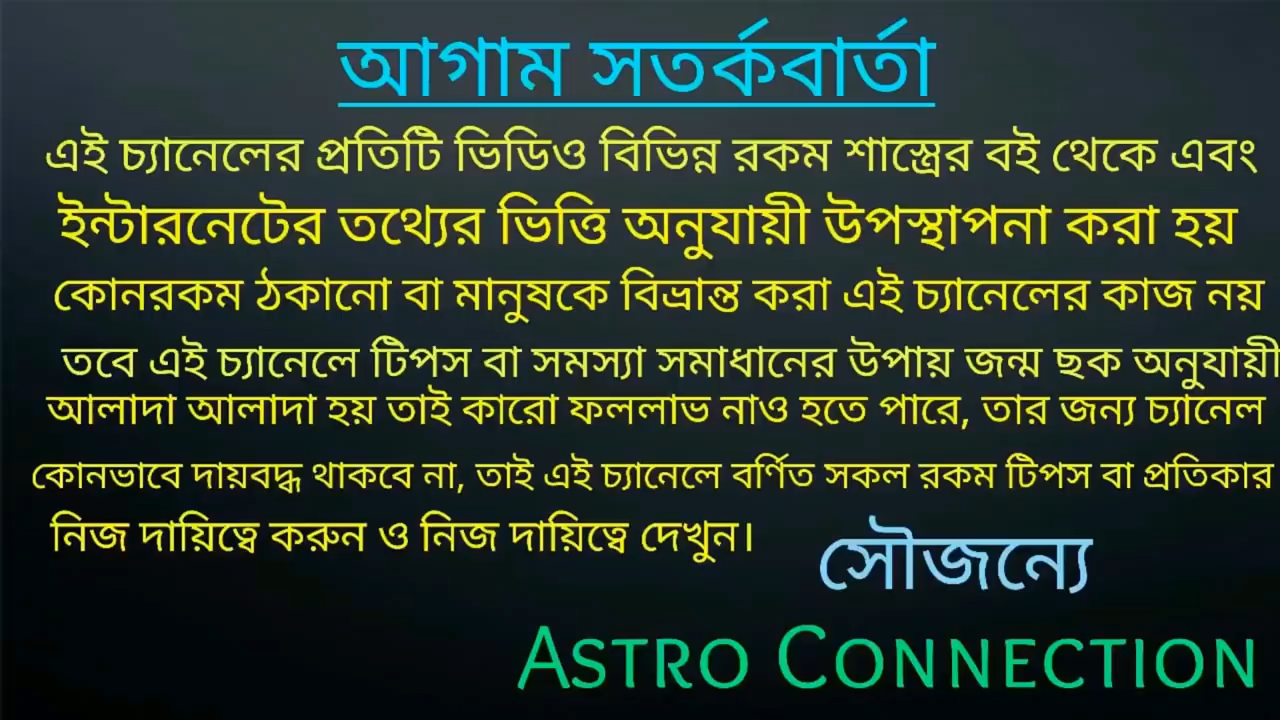 আগাম সতর্কবার্তা
এই চ্যানেলের প্রতিটি ভিডিও বিভিন্ন রকম শাস্ত্রের বই থেকে এবং
ইন্টারনেটের তথ্যের ভিত্তি অনুযায়ী উপস্থাপনা করা হয়
কোনরকম ঠকানো বা মানুষকে বিভ্রান্ত করা এই চ্যানেলের কাজ নয়
তবে এই চ্যানেলে টিপস বা সমস্যা সমাধানের উপায় জন্ম ছক অনুযায়ী
আলাদা আলাদা হয় তাই কারো ফললাভ নাও হতে পারে, তার জন্য চ্যানেল
কোনভাবে দায়বদ্ধ থাকবে না, তাই এই চ্যানেলে বর্ণিত সকল রকম টিপস বা প্রতিকার
নিজ দায়িত্বে করুন ও নিজ দায়িত্বে দেখুন।
সৌজন্যে
ASTRO CONNECTION